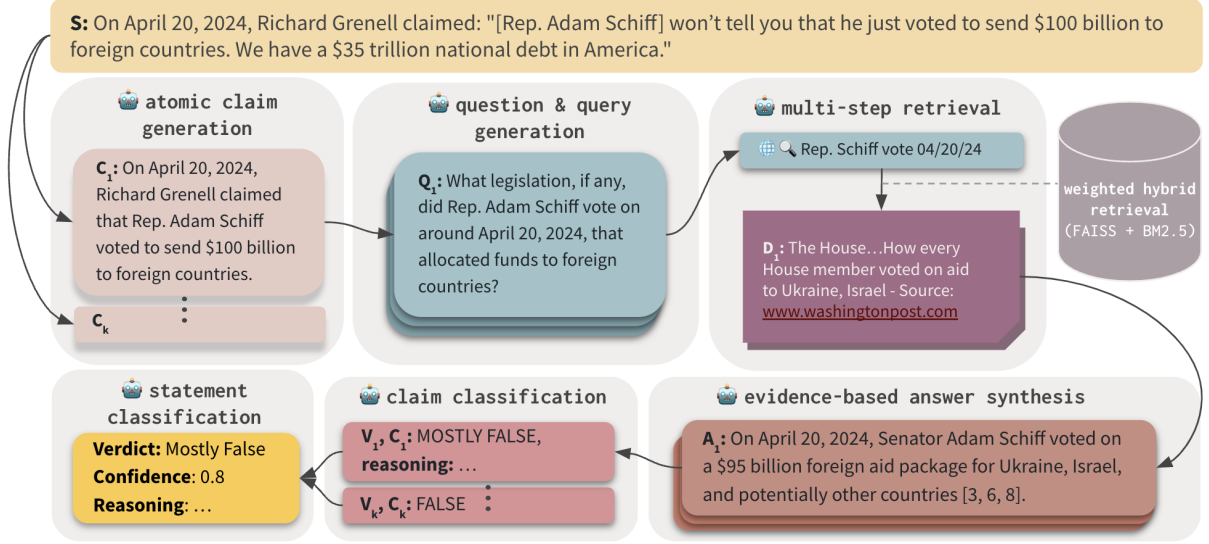 S: On April 20, 2024, Richard Grenell claimed: "[Rep. Adam Schiff] won’t tell you that he just voted to send $100 billion to
foreign countries. We have a $35 trillion national debt in America."
atomic claim
generation
C1: On April 20, 2024,
Richard Grenell claimed
that Rep. Adam Schiff
voted to send $100 billion
to foreign countries.
Ck
question & query
generation
Q1: What legislation, if any,
did Rep. Adam Schiff vote on
around April 20, 2024, that
allocated funds to foreign
countries?
multi-step retrieval
Rep. Schiff vote 04/20/24
D1: The House…How every
House member voted on aid
to Ukraine, Israel - Source:
www.washingtonpost.com
weighted hybrid
retrieval
(FAISS + BM2.5)
evidence-based answer synthesis
A1: On April 20, 2024, Senator Adam Schiff voted on
a $95 billion foreign aid package for Ukraine, Israel,
and potentially other countries [3, 6, 8].
claim classification
V1, C1: MOSTLY FALSE,
reasoning: …
Vk, Ck: FALSE
statement
classification
Verdict: Mostly False
Confidence: 0.8
Reasoning: …